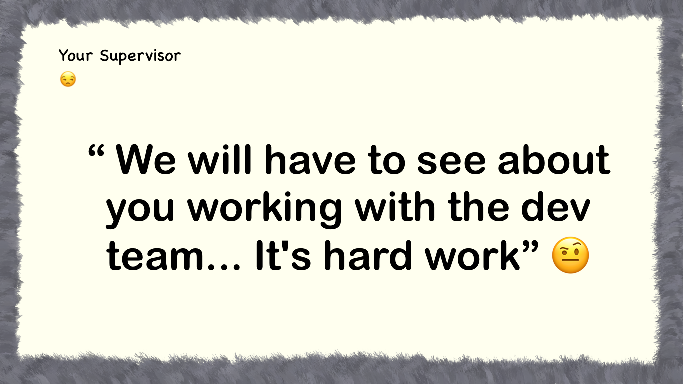 Your Supervisor
😒
“ We will have to see about
you working with the dev
team... It's hard work” 🤨